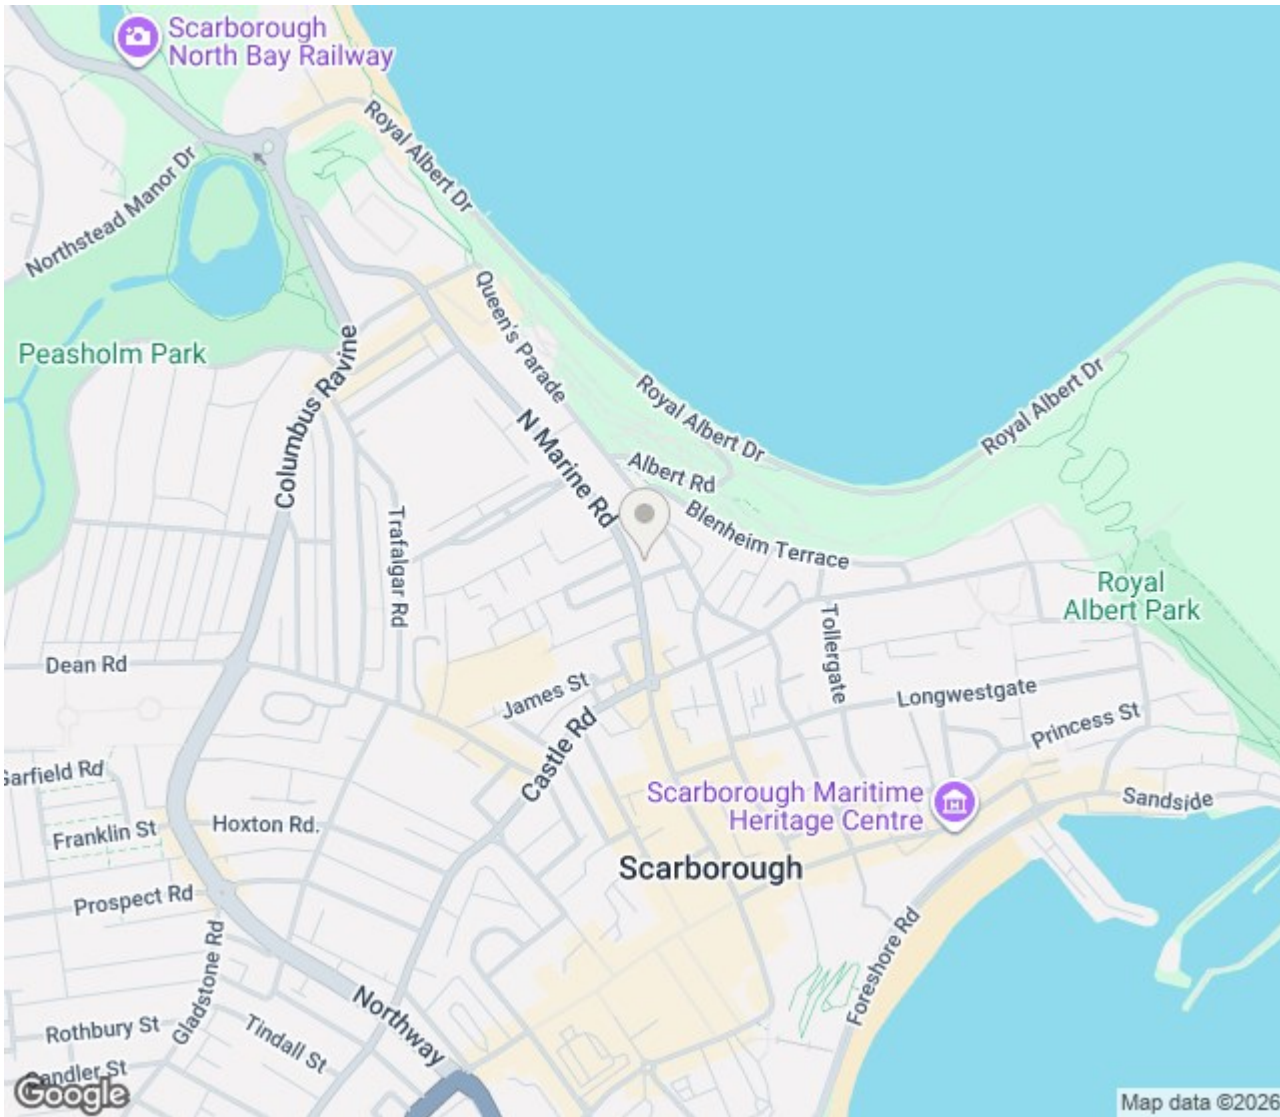 Scarborough
North Bay Railway
Royal Albert Dr
Northstead Manor Dr
Queen's Parade
Peasholm Park
Columbus Ravine
Royal Albert Dr
Royal Albert Dr
N Marine Rd
Albert Rd
Blenheim Terrace
Trafalgar Rd
Royal
Albert Park
Tollergate
Dean Rd
James St
Longwestgate
Princess St
Castle Rd
Garfield Rd
Scarborough Maritime
Heritage Centre
Sandside
Franklin St
Hoxton Rd.
Scarborough
Prospect Rd
Gladstone Rd
Foreshore Rd
Northway
Rothbury St
Tindall St
Candler St
Google
Map data ©2026